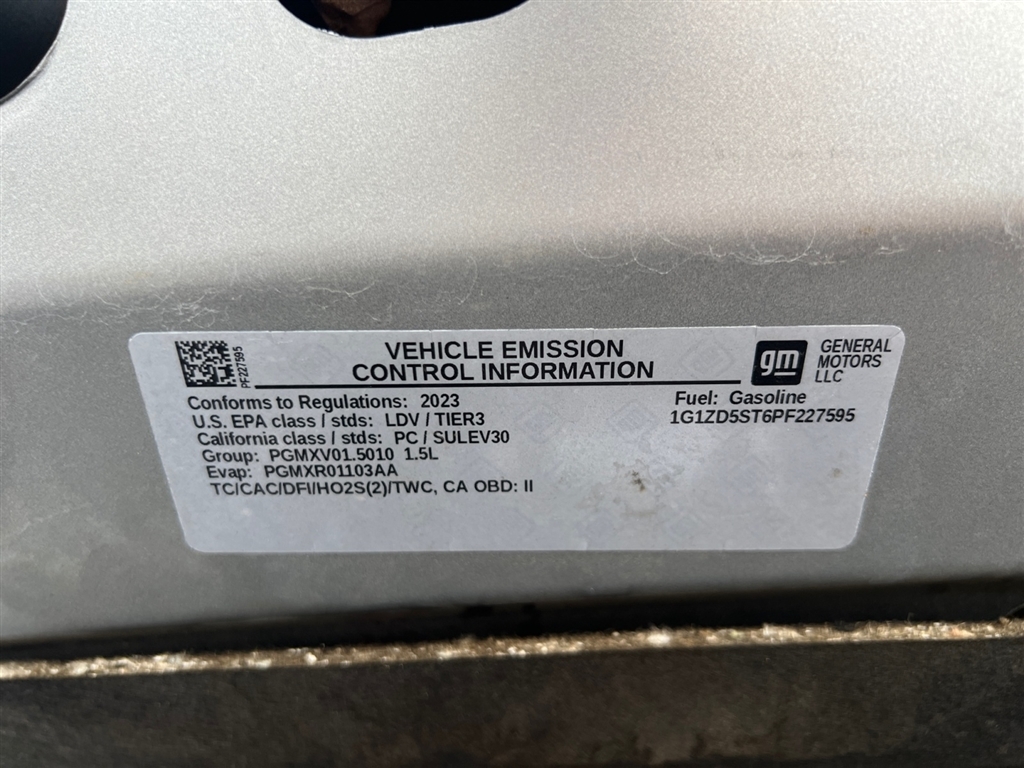 PF227595
VEHICLE EMISSION
CONTROL INFORMATION
gm
GENERAL
MOTORS
LLC
Conforms to Regulations: 2023
U.S. EPA class / stds: LDV / TIER3
California class / stds: PC / SULEV30
Group: PGMXV01.5010 1.5L
Evap: PGMXR01103AA
TC/CAC/DFI/HO2S(2)/TWC, CA OBD: II
Fuel: Gasoline
1G1ZD5ST6PF227595